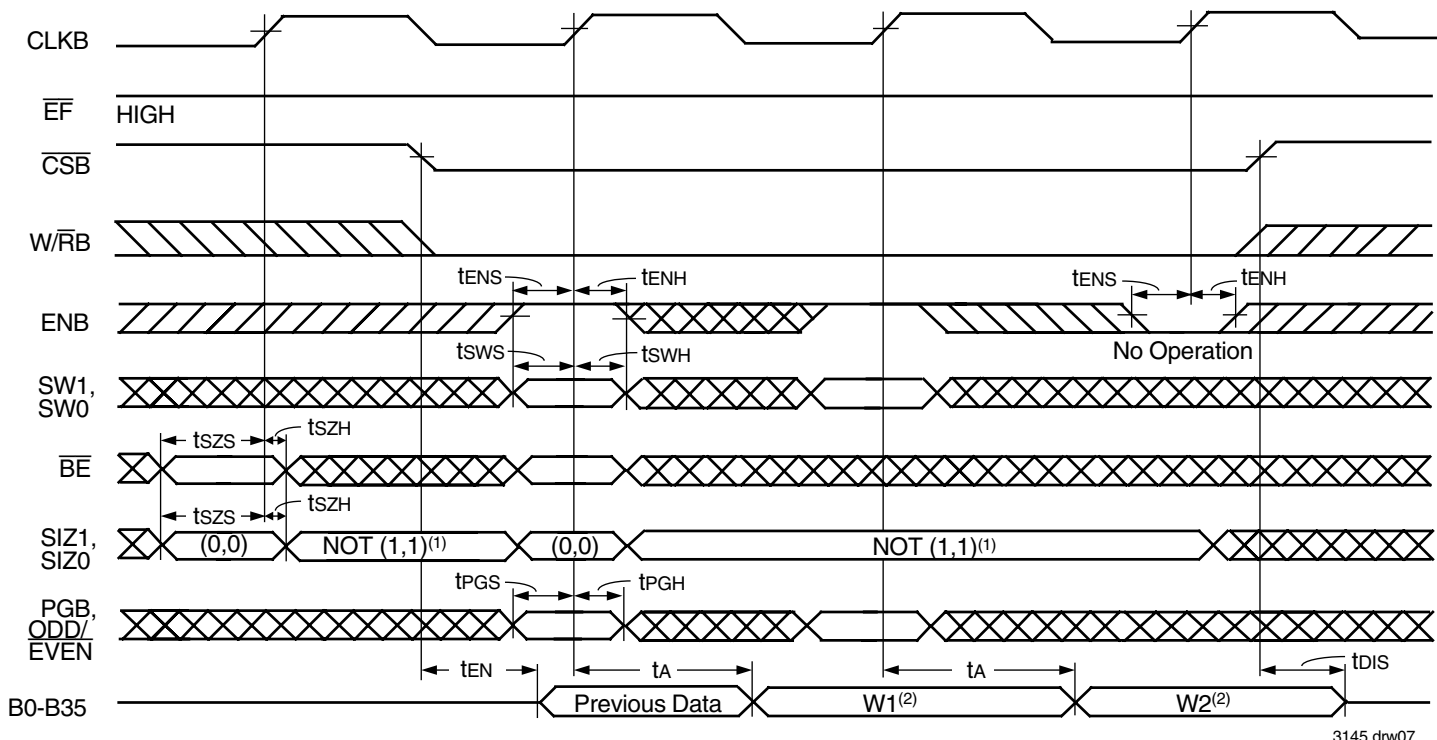 CLKB
EF
HIGH
CSB
W/RB
tENS
tENH
tENS
tENH
ENB
No Operation
tSWS
tSWH
SW1,
SW0
tSZS
tSZH
BE
tSZS
tSZH
SIZ1,
SIZ0
(0,0)
NOT (1,1)(1)
(0,0)
NOT (1,1)(1)
tPGS
tPGH
PGB,
ODD/
EVEN
tEN
tA
tA
tDIS
B0-B35
Previous Data
W1(2)
W2(2)
3145 drw07